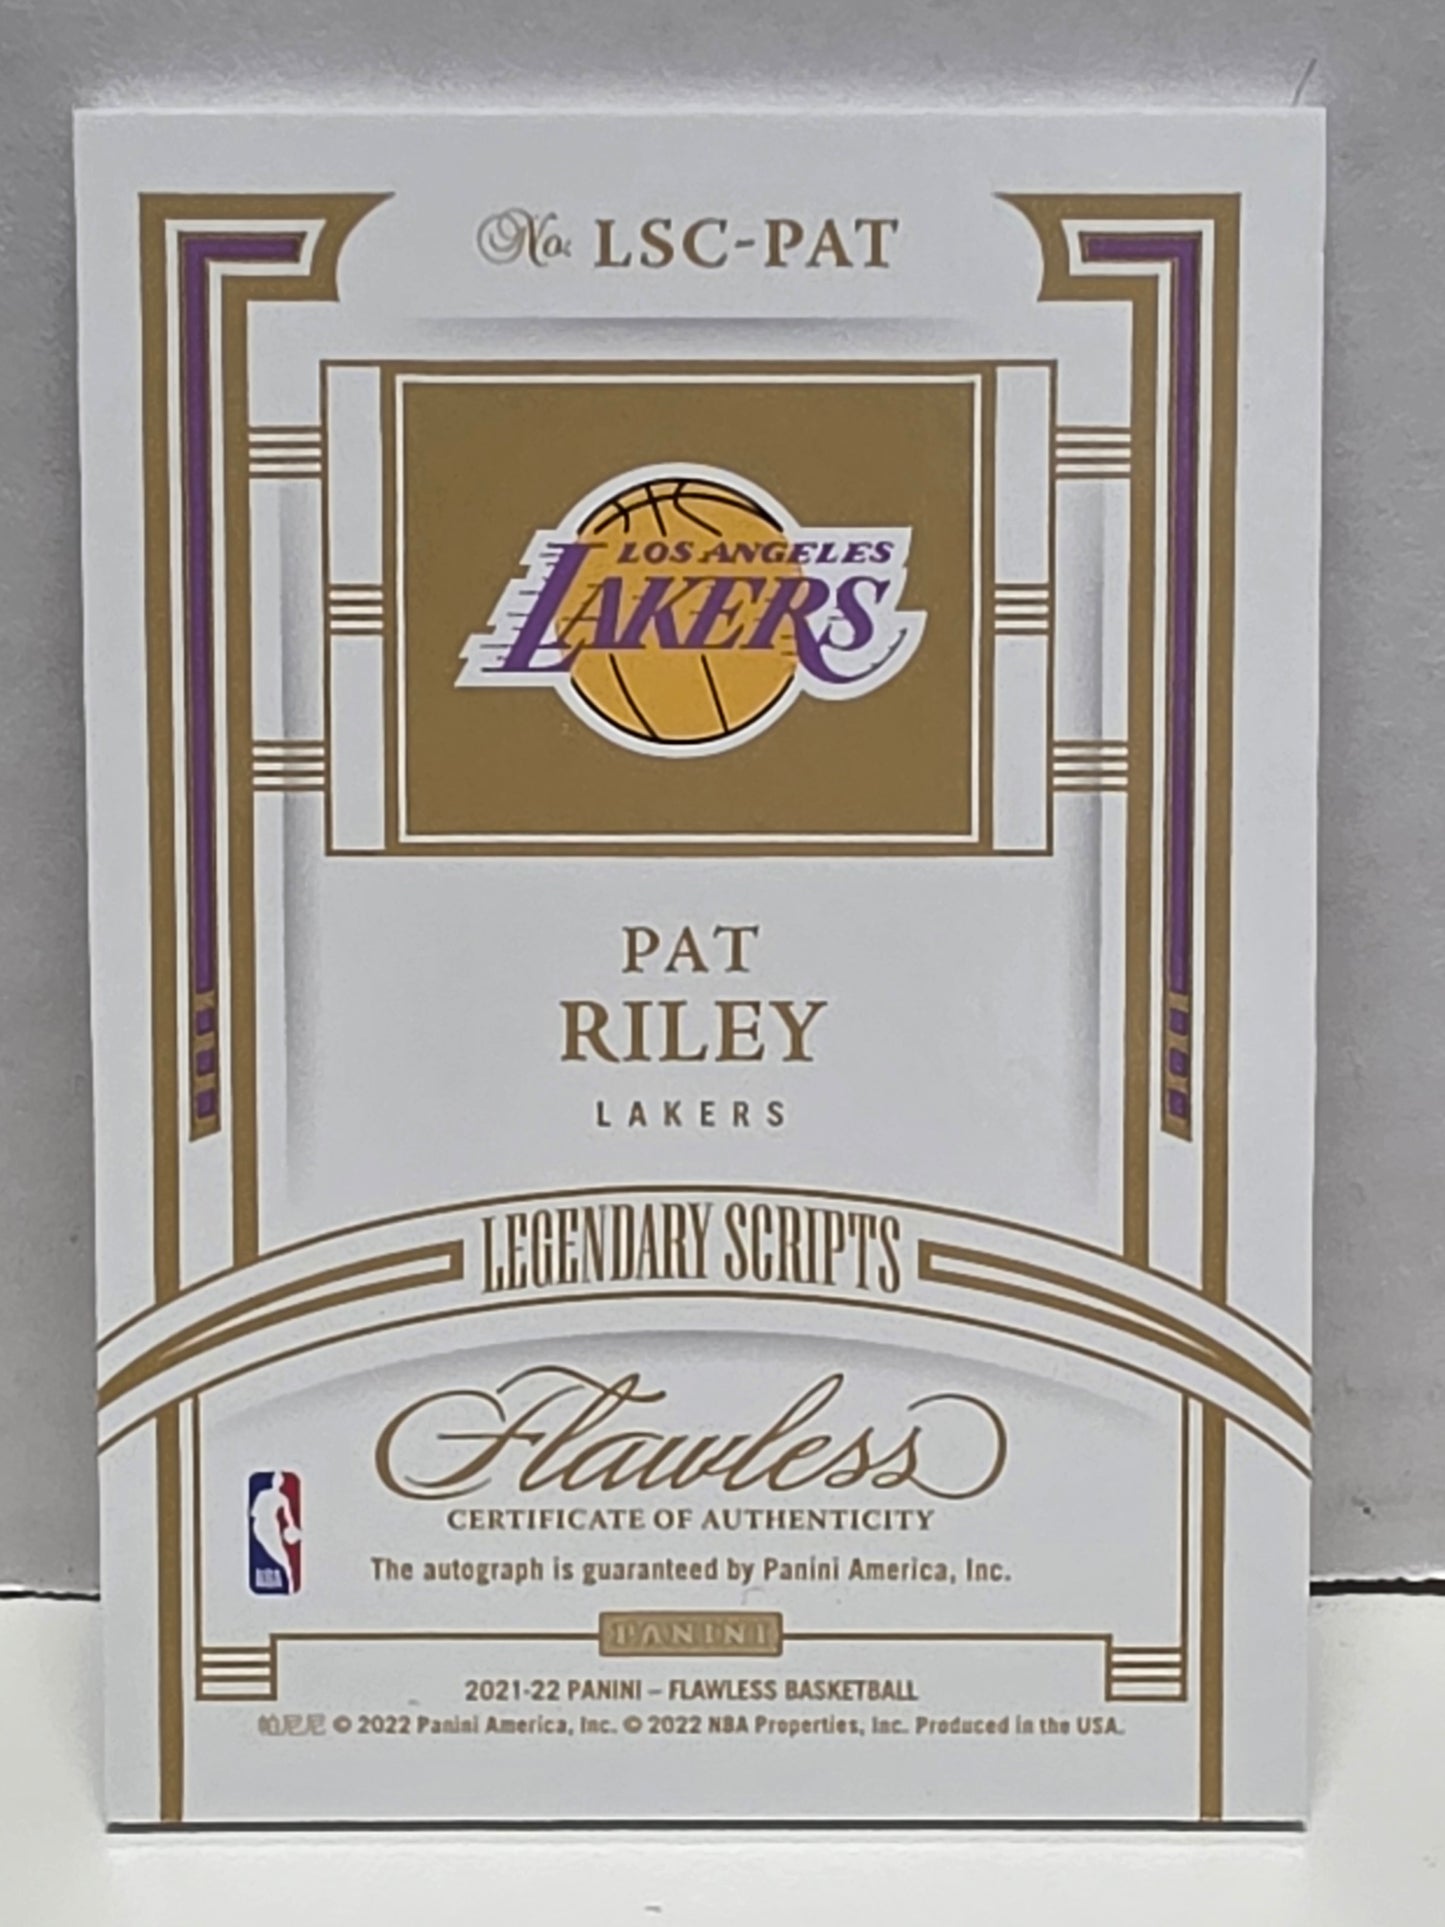 No. LSC-PAT
LOS ANGELES
LAKERS
PAT
RILEY
LAKERS
LEGENDARY SCRIPTS
Flawless
CERTIFICATE OF AUTHENTICITY
The autograph is guaranteed by Panini America, Inc.
NBA
PANINI
2021-22 PANINI – FLAWLESS BASKETBALL
帕尼尼 © 2022 Panini America, Inc. © 2022 NBA Properties, Inc. Produced in the USA.